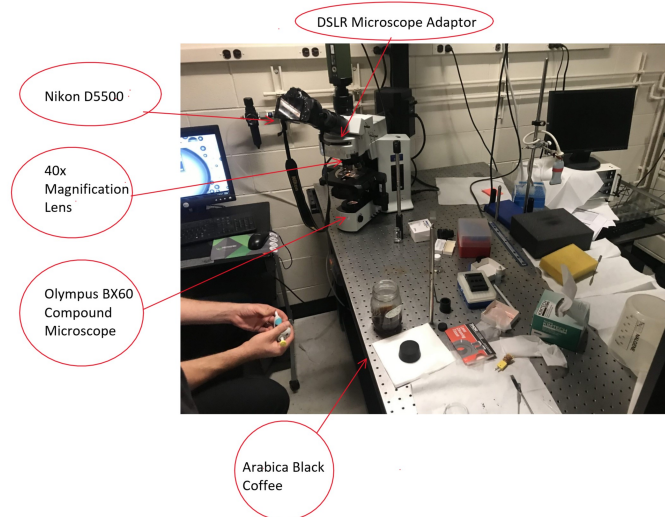 DSLR Microscope Adaptor
Nikon D5500
40x
Magnification
Lens
Olympus BX60
Compound
Microscope
Arabica Black
Coffee